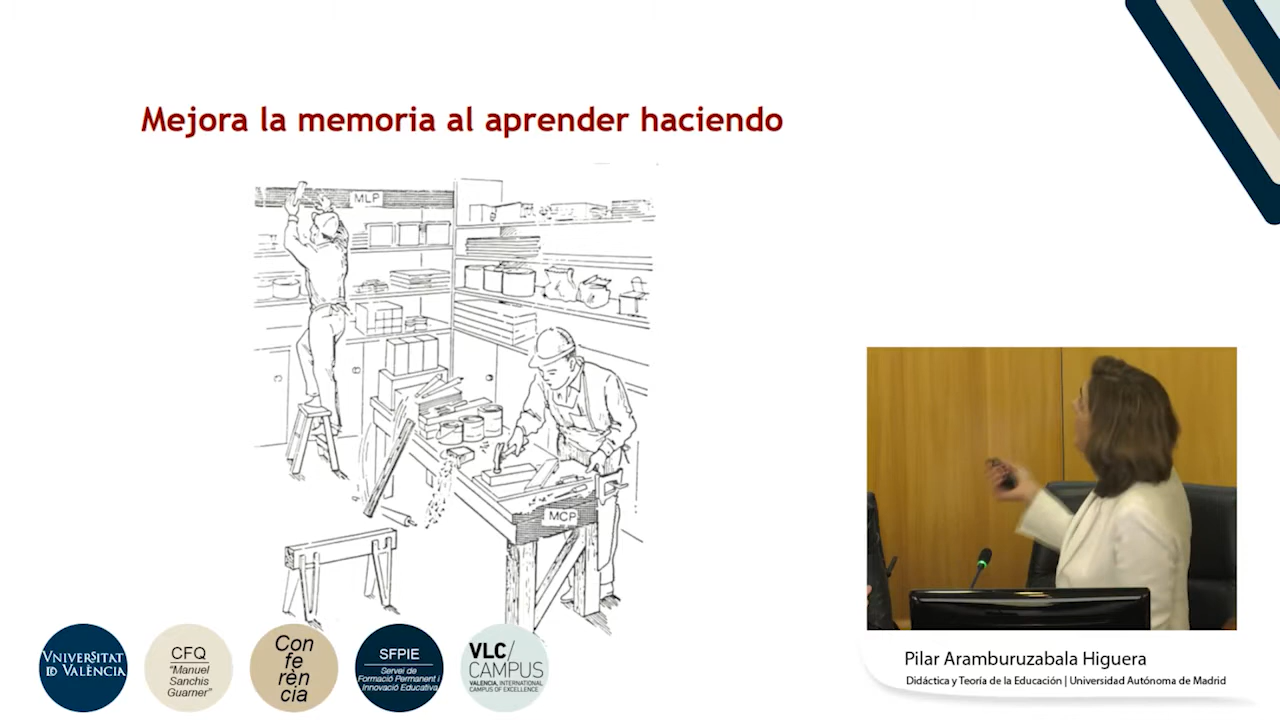 Mejora la memoria al aprender haciendo
MLP
MCP
VNIVERSITAT
ID VALÈNCIA
CFQ
"Manuel
Sanchis
Guarner"
Con
fe
rèn
cia
SFPIE
Servei de
Formació Permanent i
Innovació Educativa
VLC/
CAMPUS
VALENCIA, INTERNATIONAL
CAMPUS OF EXCELLENCE
Pilar Aramburuzabala Higuera
Didáctica y Teoría de la Educación | Universidad Autónoma de Madrid